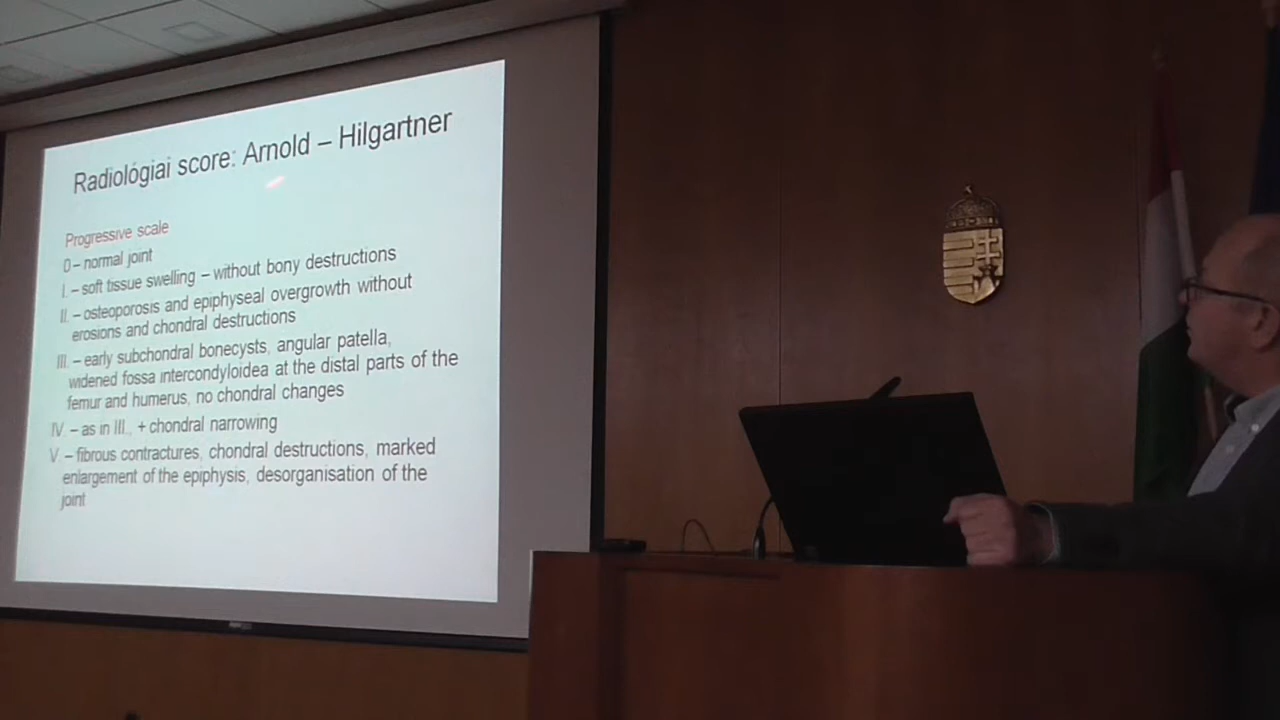 Radiológiai score: Arnold – Hilgartner
Progressive scale
0 – normal joint
I. – soft tissue swelling – without bony destructions
II. – osteoporosis and epiphyseal overgrowth without
erosions and chondral destructions
III. – early subchondral bonecysts, angular patella,
widened fossa intercondyloidea at the distal parts of the
femur and humerus, no chondral changes
IV. – as in III., + chondral narrowing
V. – fibrous contractures, chondral destructions, marked
enlargement of the epiphysis, desorganisation of the
joint